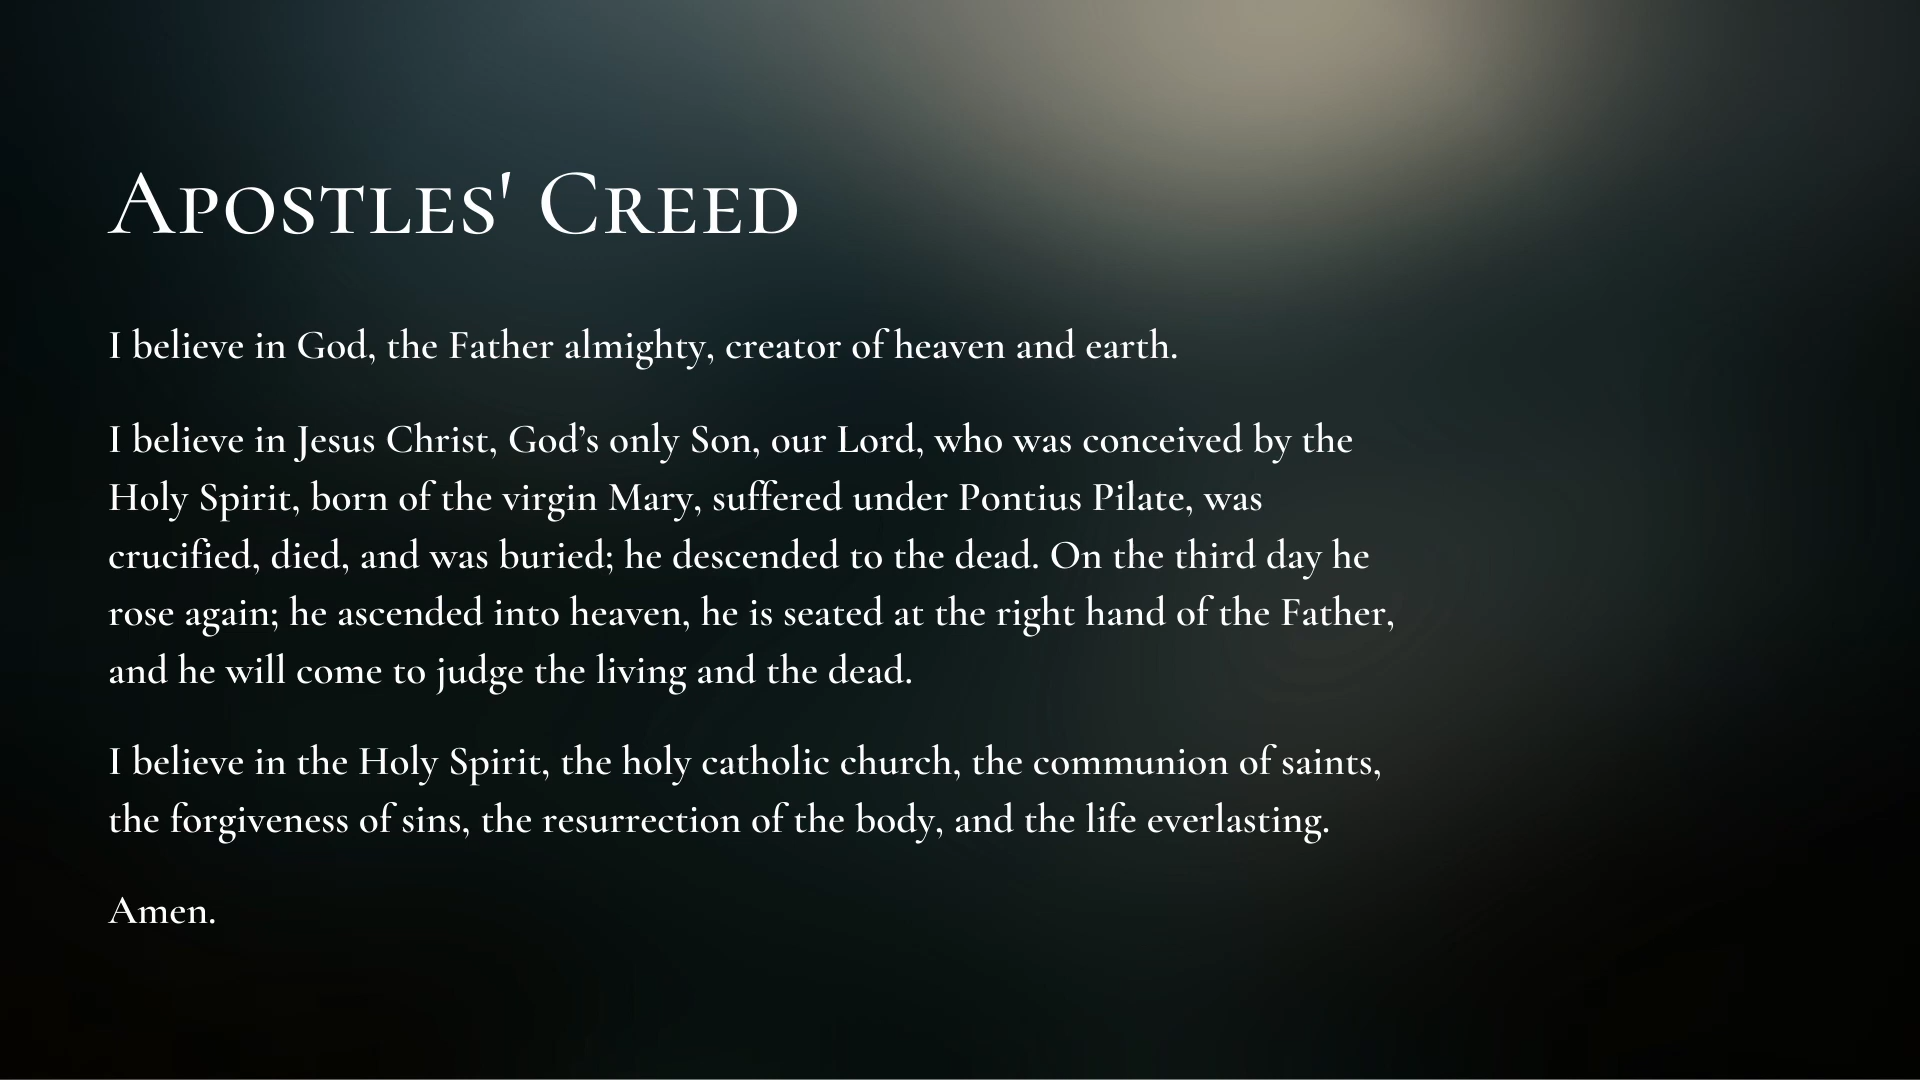 Apostles' Creed
I believe in God, the Father almighty, creator of heaven and earth.
I believe in Jesus Christ, God’s only Son, our Lord, who was conceived by the
Holy Spirit, born of the virgin Mary, suffered under Pontius Pilate, was
crucified, died, and was buried; he descended to the dead. On the third day he
rose again; he ascended into heaven, he is seated at the right hand of the Father,
and he will come to judge the living and the dead.
I believe in the Holy Spirit, the holy catholic church, the communion of saints,
the forgiveness of sins, the resurrection of the body, and the life everlasting.
Amen.